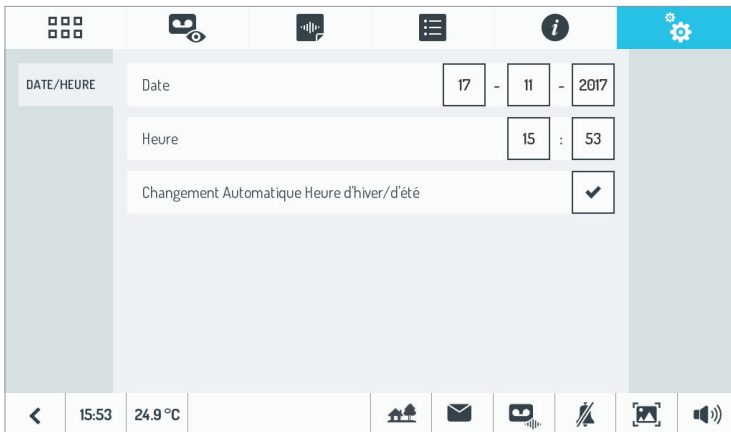 DATE/HEURE
Date 17 - 11 - 2017
Heure 15 : 53
Changement Automatique Heure d'hiver/d'été
15:53 24.9 °C